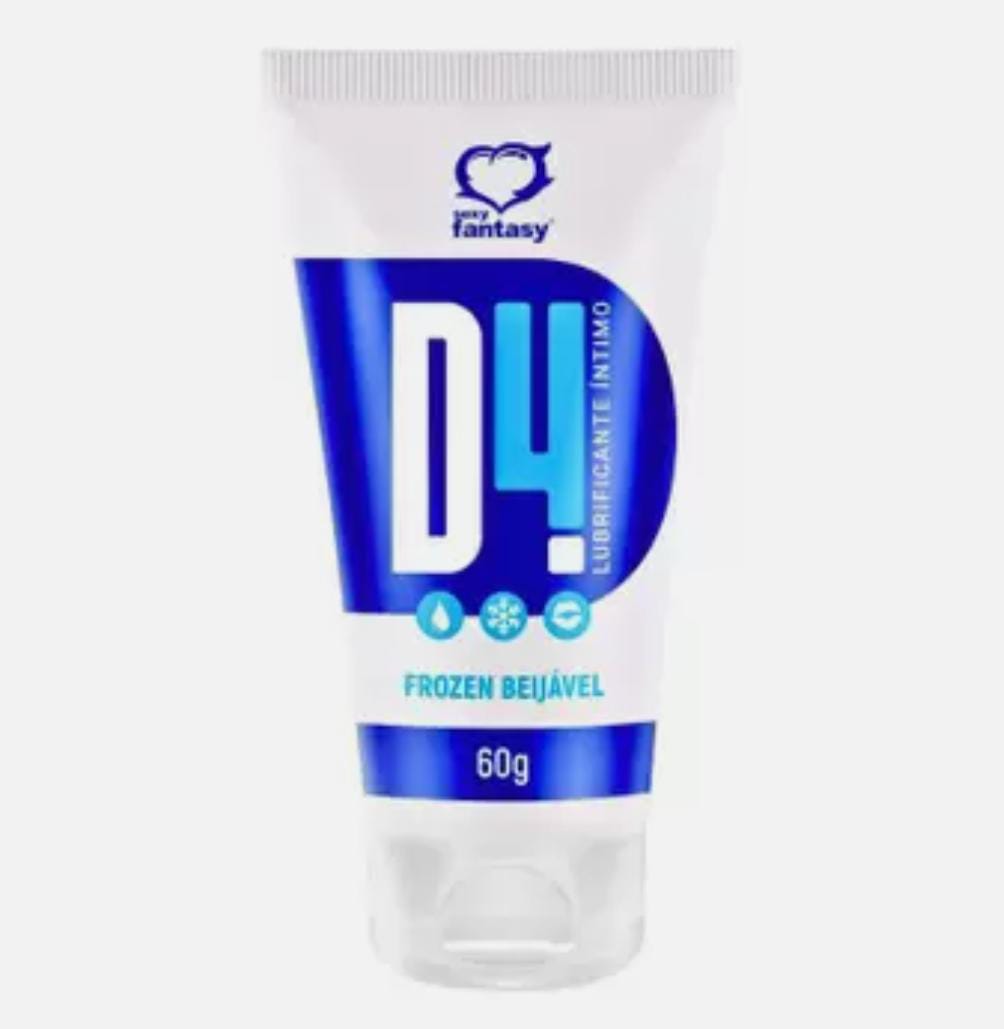 sexy
fantasy
D4
LUBRIFICANTE ÍNTIMO
FROZEN BEIJÁVEL
60g